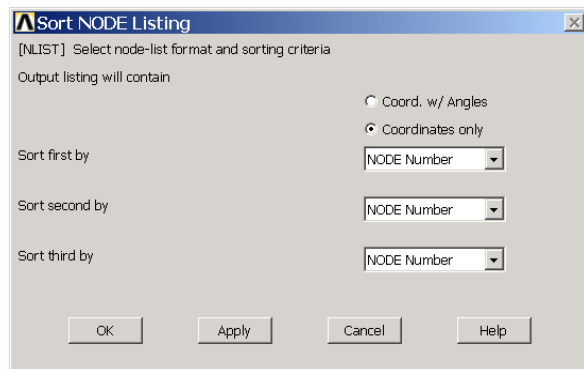 Sort NODE Listing
[NLIST] Select node-list format and sorting criteria
Output listing will contain
Coord. w/ Angles
Coordinates only
Sort first by NODE Number
Sort second by NODE Number
Sort third by NODE Number
OK Apply Cancel Help